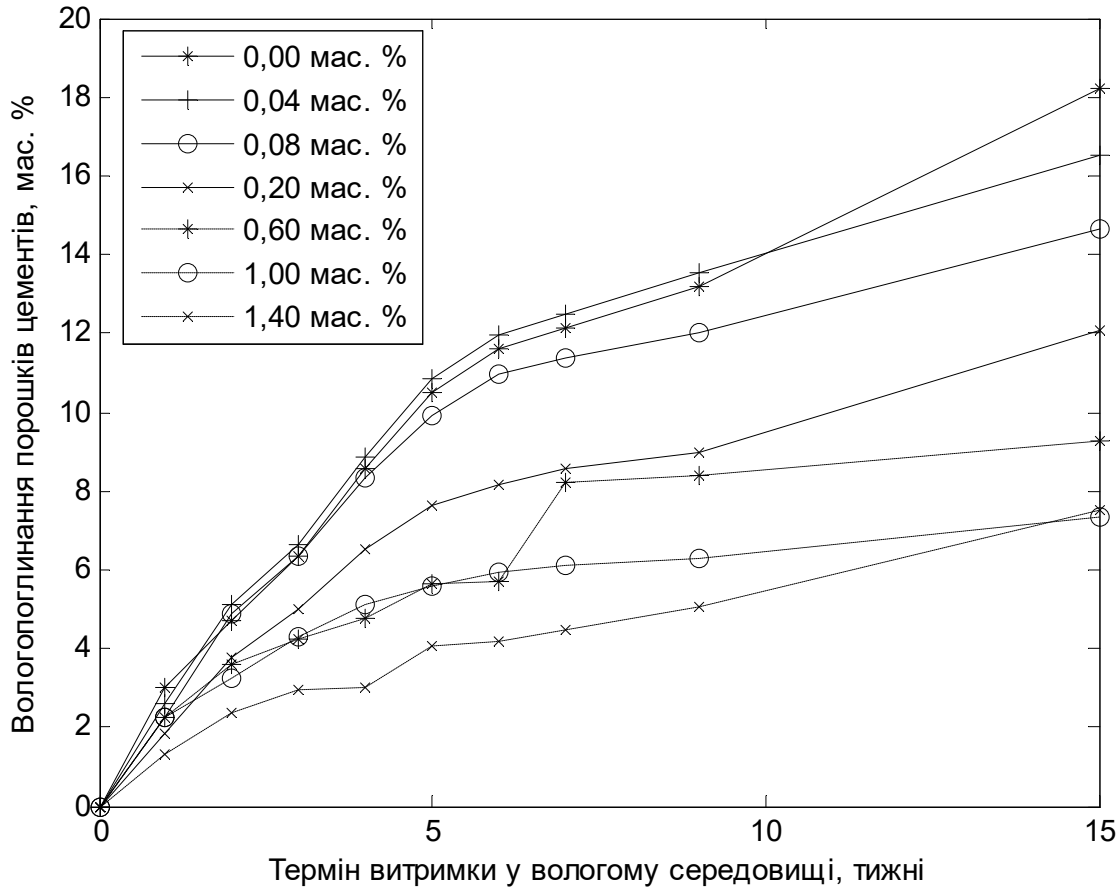 20
18
16
14
12
10
8
6
4
2
0
Вологопоглинання порошків цементів, мас. %
0,00 мас. %
0,04 мас. %
0,08 мас. %
0,20 мас. %
0,60 мас. %
1,00 мас. %
1,40 мас. %
0
5
10
15
Термін витримки у вологому середовищі, тижні